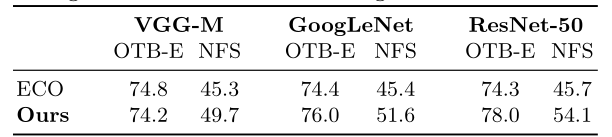 VGG-M GoogLeNet ResNet-50
OTB-E NFS OTB-E NFS OTB-E NFS
ECO 74.8 45.3 74.4 45.4 74.3 45.7
Ours 74.2 49.7 76.0 51.6 78.0 54.1